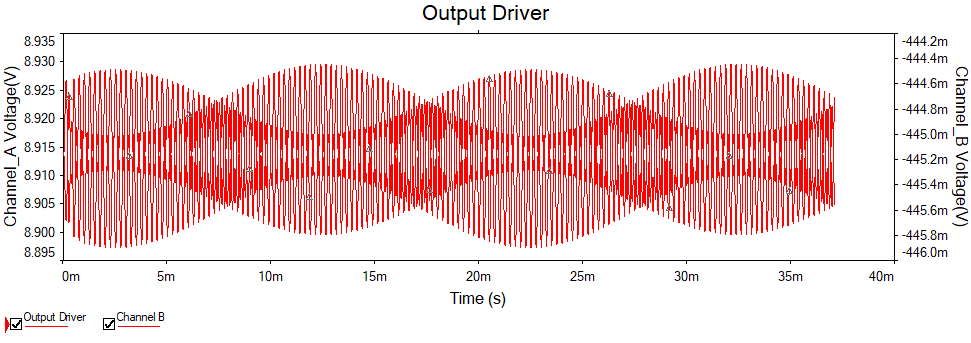 Output Driver
Channel_A Voltage(V)
8.935
8.930
8.925
8.920
8.915
8.910
8.905
8.900
8.895
-444.2m
-444.4m
-444.6m
-444.8m
-445.0m
-445.2m
-445.4m
-445.6m
-445.8m
-446.0m
Channel_B Voltage(V)
0m 5m 10m 15m 20m 25m 30m 35m 40m
Time (s)
Output Driver Channel B